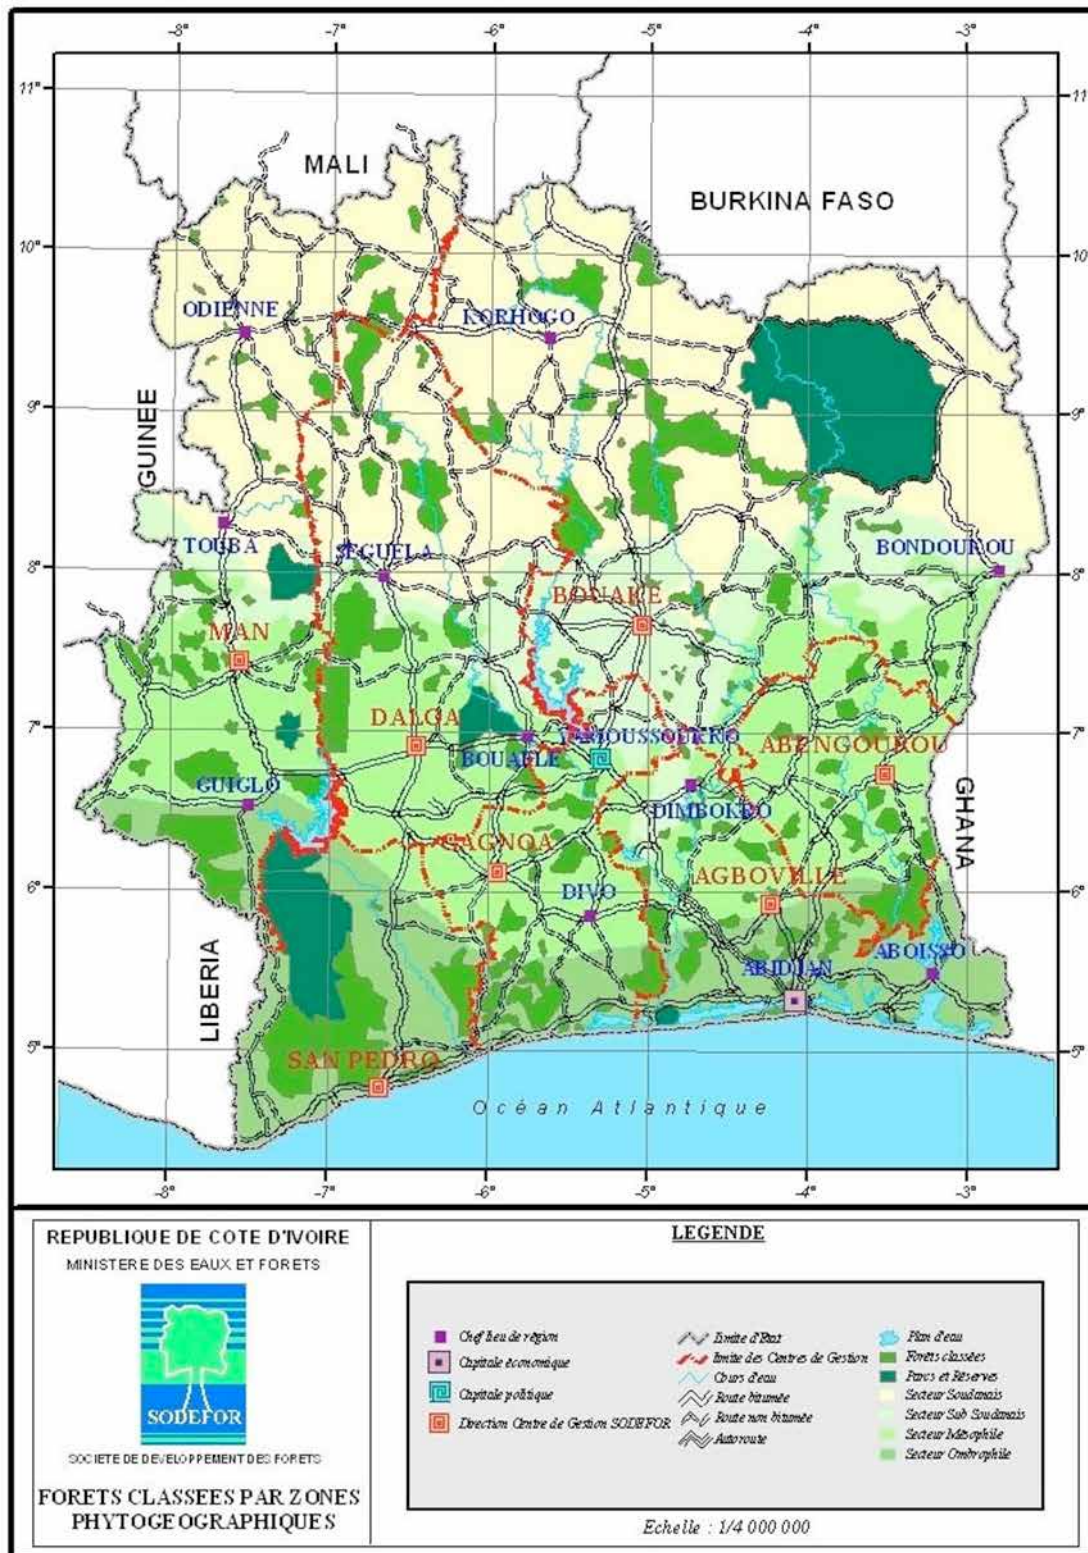 -8° -7° -6° -5° -4° -3°
11° 11°
MALI
BURKINA FASO
10° 10°
ODIENNE
KORHOGO
9° 9°
GUINEE
TOUBA
SEGUELA
BONDOUKOU
8° 8°
BOUAKE
MAN
7° 7°
DALOA
YAMOUSSOUKRO
ABENGOUROU
BOUAFLE
GUIGLO
DIMBOKRO
GHANA
GAGNOA
6° 6°
DIVO
AGBOVILLE
ABOISSO
ABIDJAN
LIBERIA
5° 5°
SAN PEDRO
Océan Atlantique
-8° -7° -6° -5° -4° -3°
REPUBLIQUE DE COTE D'IVOIRE
MINISTERE DES EAUX ET FORETS
SODEFOR
SOCIETE DE DEVELOPPEMENT DES FORETS
FORETS CLASSEES PAR ZONES
PHYTOGEOGRAPHIQUES
LEGENDE
Chef lieu de région
Capitale économique
Capitale politique
Direction Centre de Gestion SODEFOR
Limite d'Etat
limite des Centres de Gestion
Cours d'eau
Route bitumée
Route non bitumée
Autoroute
Plan d'eau
Forêts classées
Parcs et Réserves
Secteur Soudanais
Secteur Sub Soudanais
Secteur Mésophile
Secteur Ombrophile
Echelle : 1/4 000 000